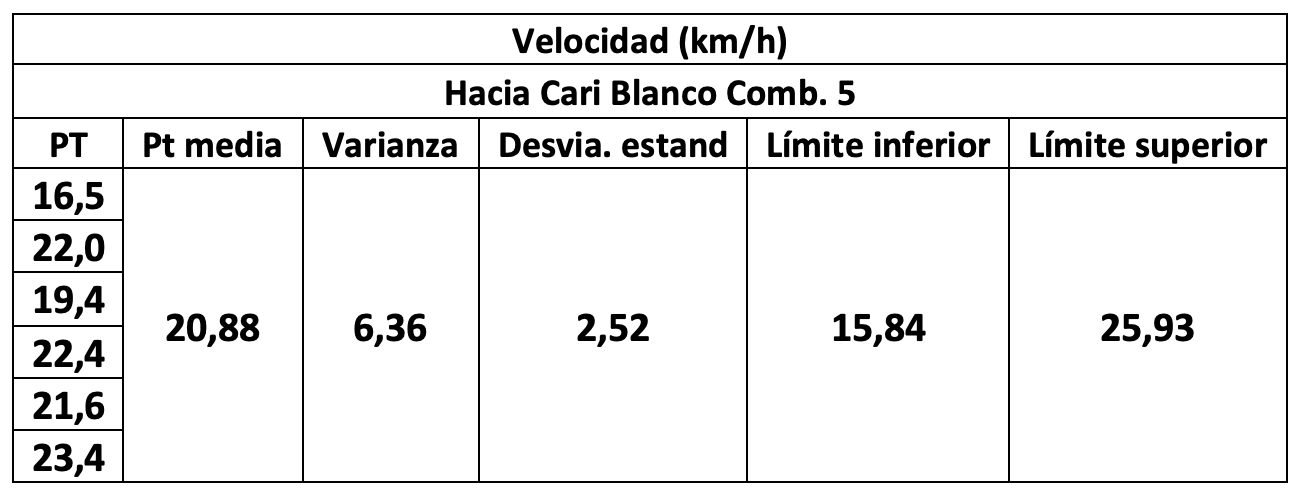 Velocidad (km/h)
Hacia Cari Blanco Comb. 5
PT Pt media Varianza Desvia. estand Límite inferior Límite superior
16,5
22,0
19,4
20,88 6,36 2,52 15,84 25,93
22,4
21,6
23,4